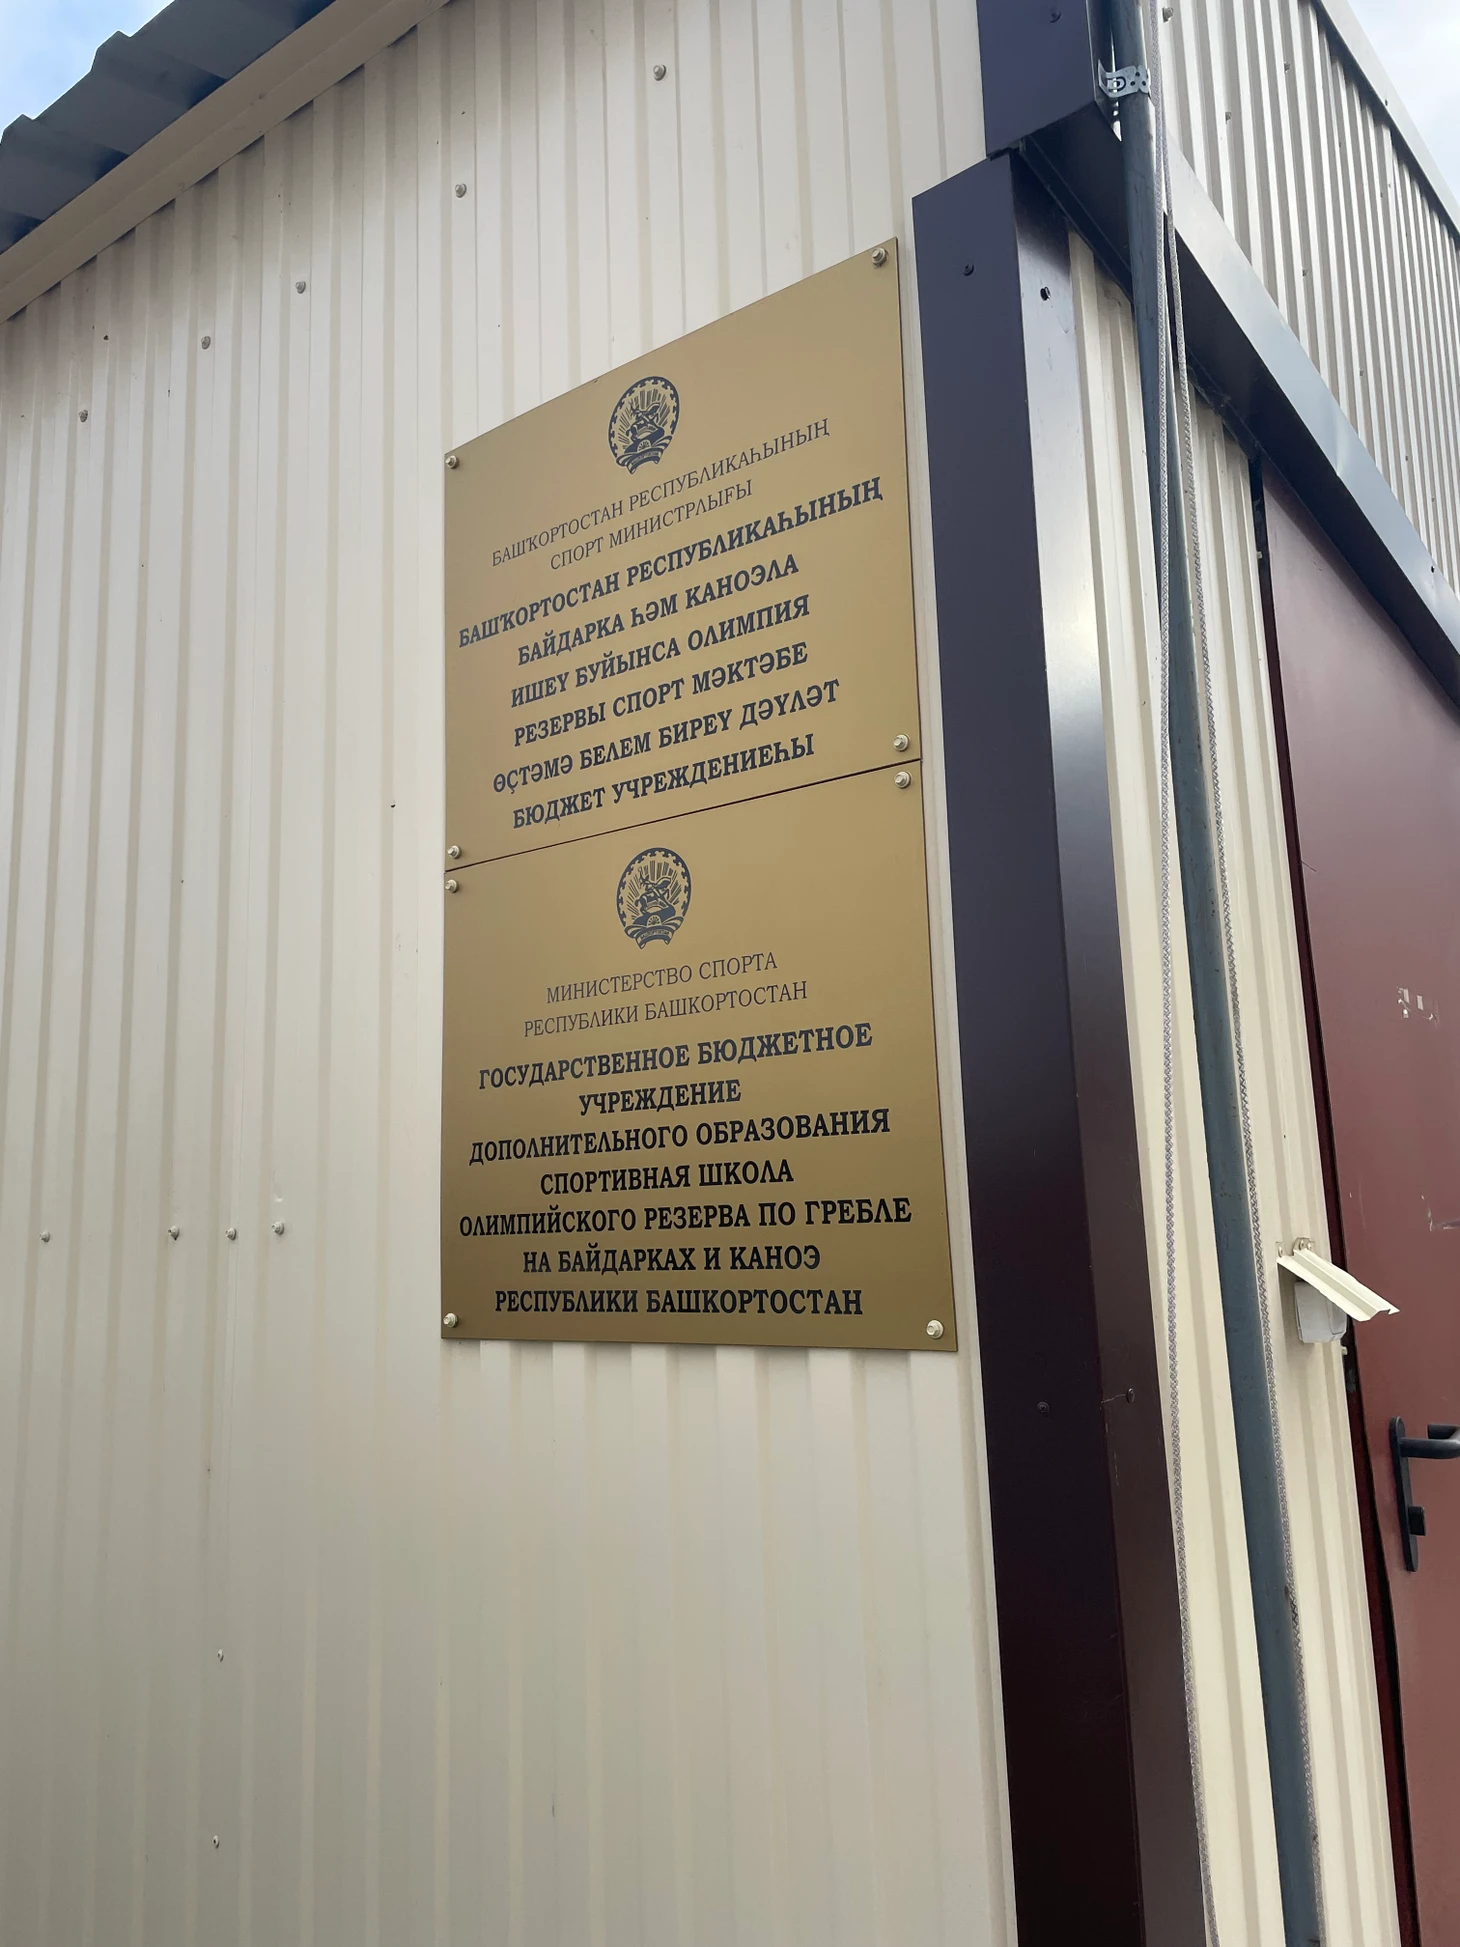 БАШҠОРТОСТАН РЕСПУБЛИКАҺЫНЫҢ
СПОРТ МИНИСТРЛЫҒЫ
БАШҠОРТОСТАН РЕСПУБЛИКАҺЫНЫҢ
БАЙДАРКА ҺӘМ КАНОЭЛА
ИШЕҮ БУЙЫНСА ОЛИМПИЯ
РЕЗЕРВЫ СПОРТ МӘКТӘБЕ
ӨҪТӘМӘ БЕЛЕМ БИРЕҮ ДӘҮЛӘТ
БЮДЖЕТ УЧРЕЖДЕНИЕҺЫ
МИНИСТЕРСТВО СПОРТА
РЕСПУБЛИКИ БАШКОРТОСТАН
ГОСУДАРСТВЕННОЕ БЮДЖЕТНОЕ
УЧРЕЖДЕНИЕ
ДОПОЛНИТЕЛЬНОГО ОБРАЗОВАНИЯ
СПОРТИВНАЯ ШКОЛА
ОЛИМПИЙСКОГО РЕЗЕРВА ПО ГРЕБЛЕ
НА БАЙДАРКАХ И КАНОЭ
РЕСПУБЛИКИ БАШКОРТОСТАН